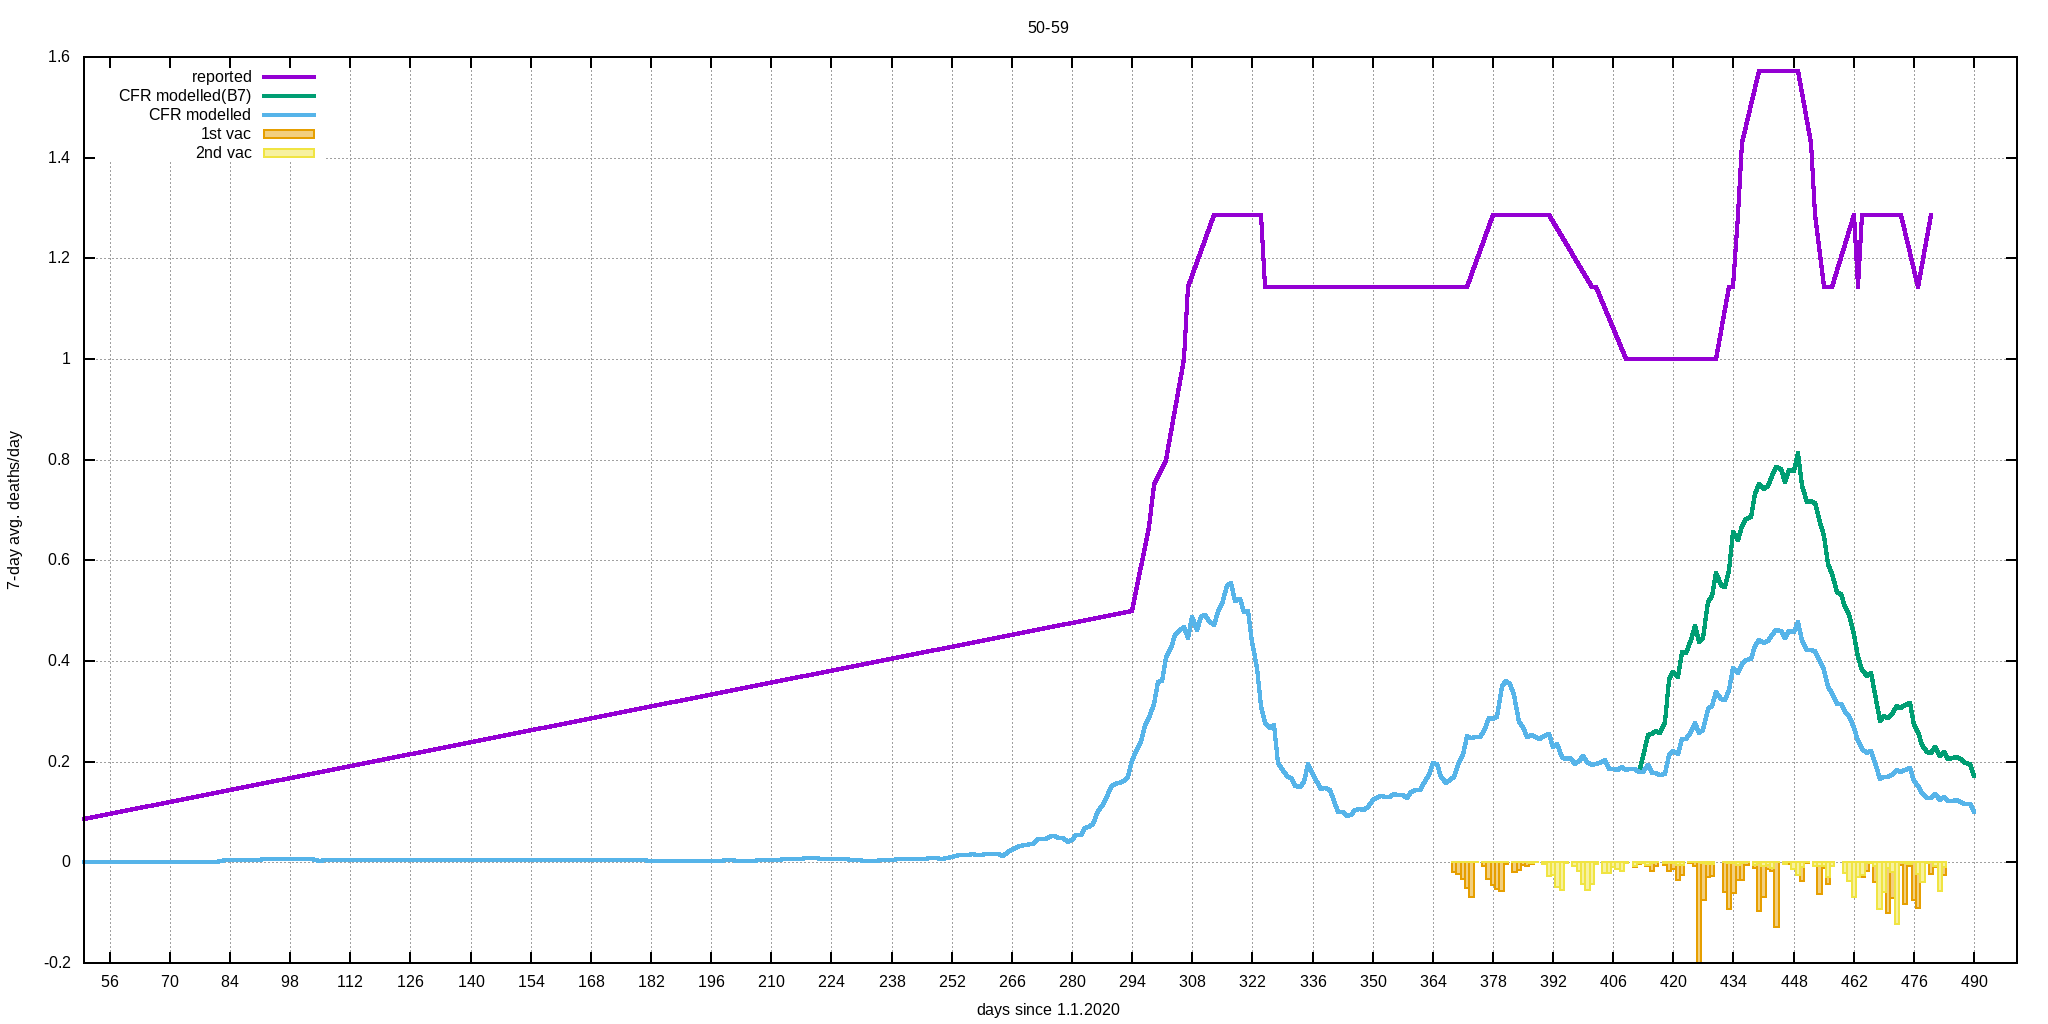 50-59
1.6
1.4
1.2
1
0.8
0.6
0.4
0.2
0
-0.2
reported
CFR modelled(B7)
CFR modelled
1st vac
2nd vac
7-day avg. deaths/day
56 70 84 98 112 126 140 154 168 182 196 210 224 238 252 266 280 294 308 322 336 350 364 378 392 406 420 434 448 462 476 490
days since 1.1.2020